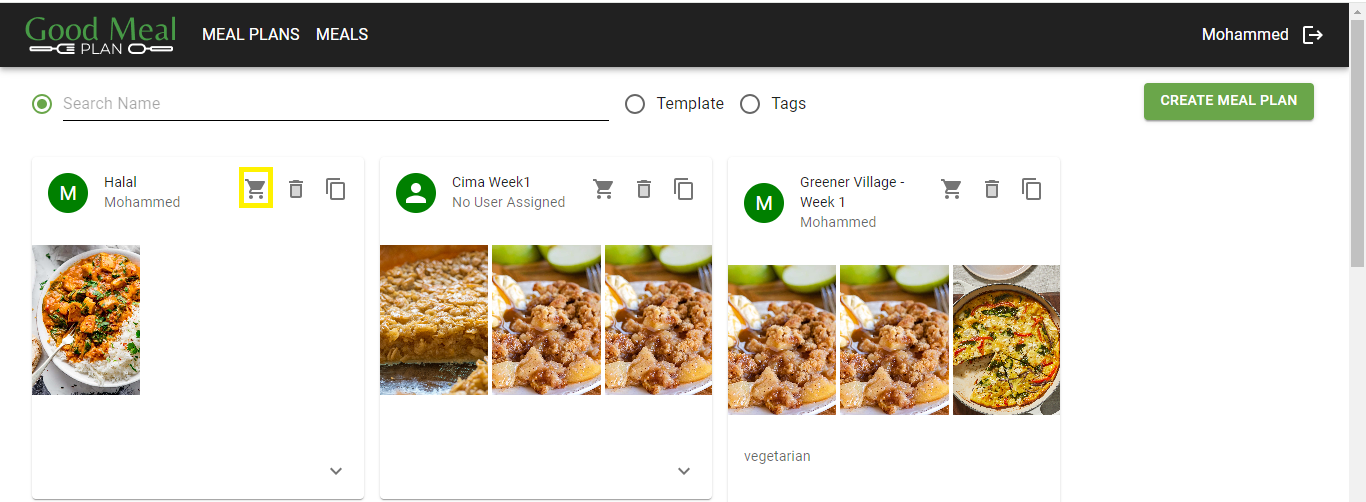 Good Meal
PLAN
MEAL PLANS MEALS
Mohammed
Search Name
Template
Tags
CREATE MEAL PLAN
M
Halal
Mohammed
Cima Week1
No User Assigned
M
Greener Village -
Week 1
Mohammed
vegetarian